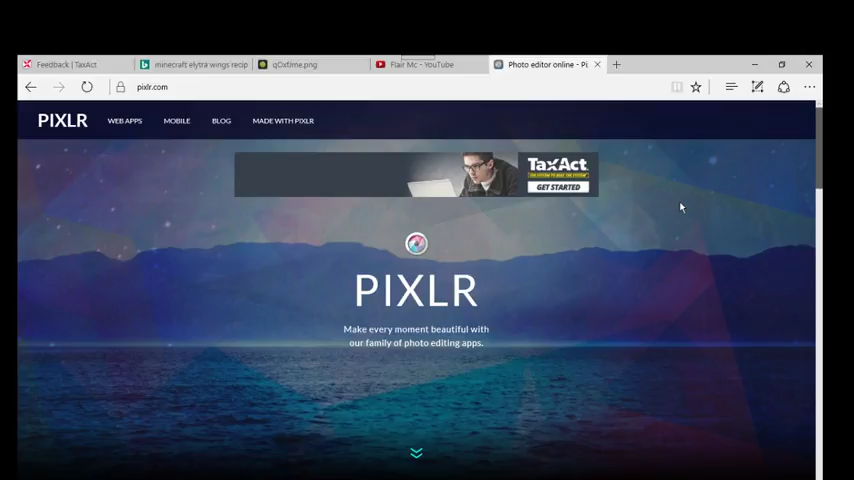 Feedback | TaxAct
minecraft elytra wings recip
qOxtIme.png
Flair Mc - YouTube
Photo editor online - Pi
pixlr.com
PIXLR WEB APPS MOBILE BLOG MADE WITH PIXLR
TaxAct
GET STARTED
PIXLR
Make every moment beautiful with
our family of photo editing apps.